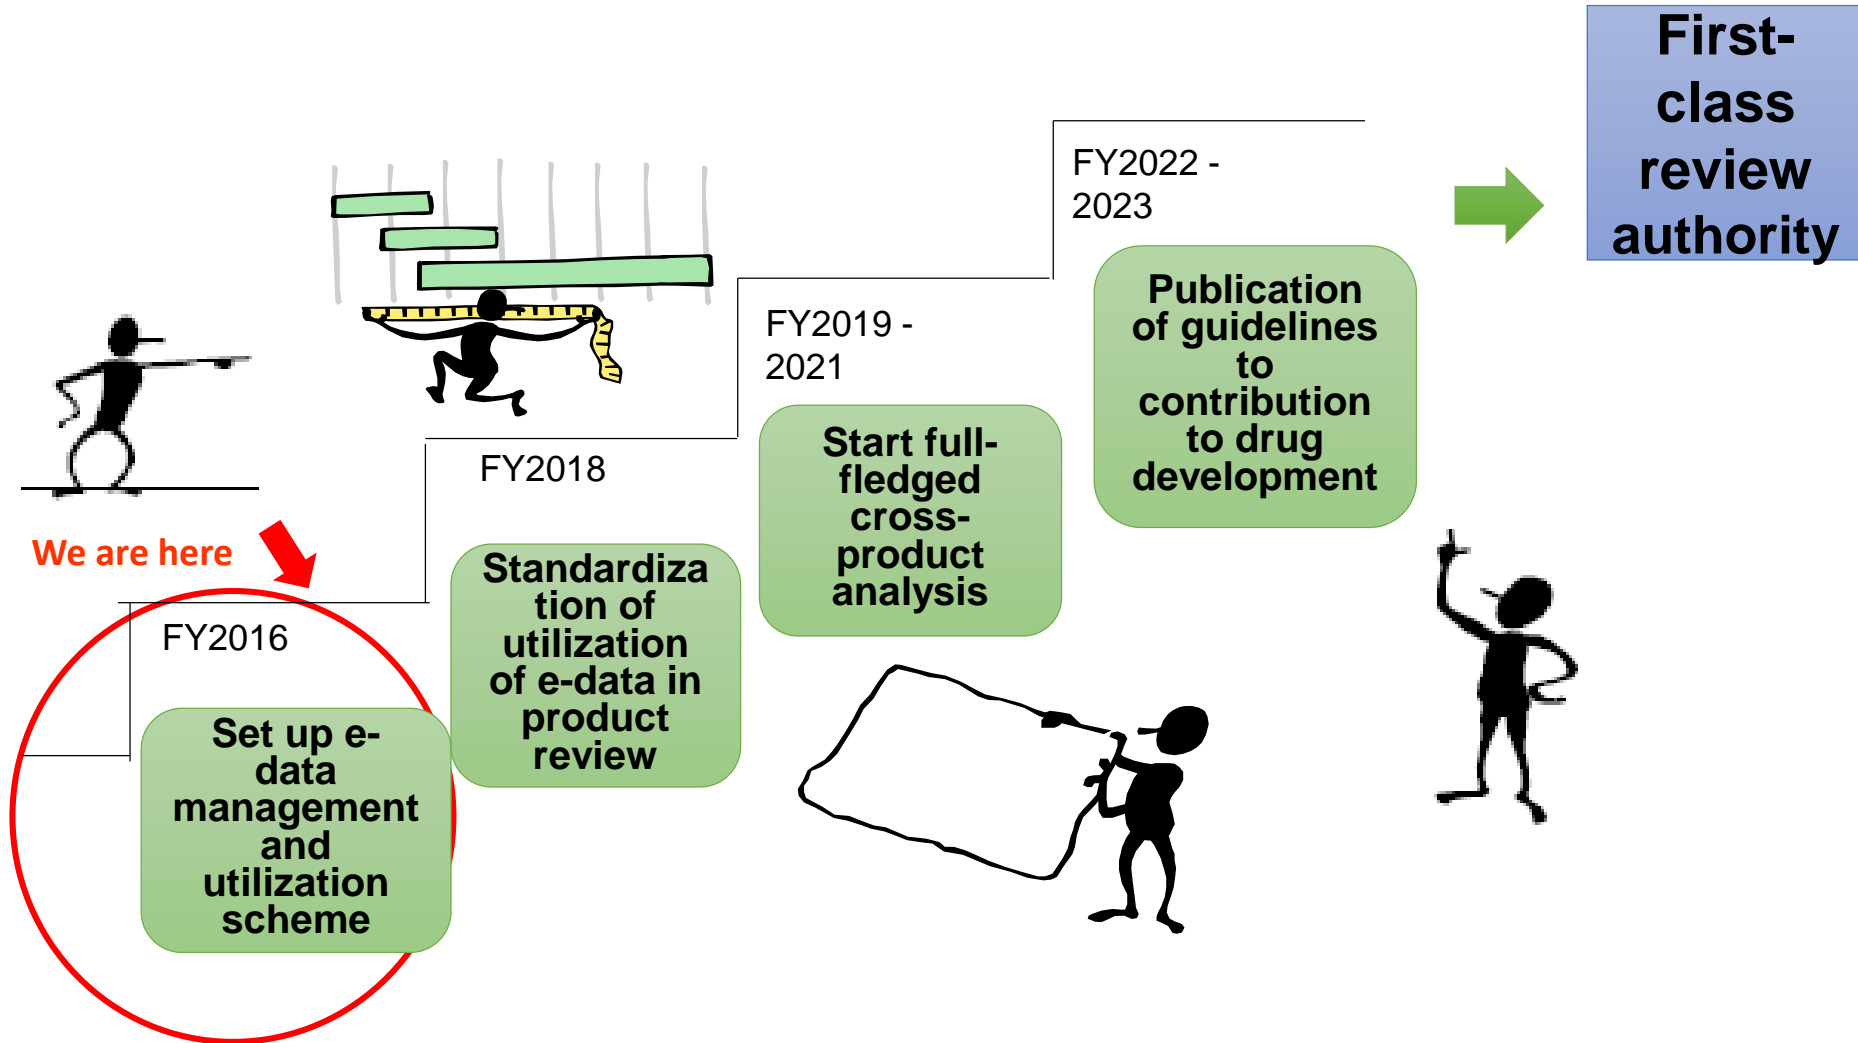 First-
class
review
authority
FY2022 -
2023
Publication
of guidelines
to
contribution
to drug
development
FY2019 -
2021
Start full-
fledged
cross-
product
analysis
FY2018
Standardiza
tion of
utilization
of e-data in
product
review
We are here
FY2016
Set up e-
data
management
and
utilization
scheme